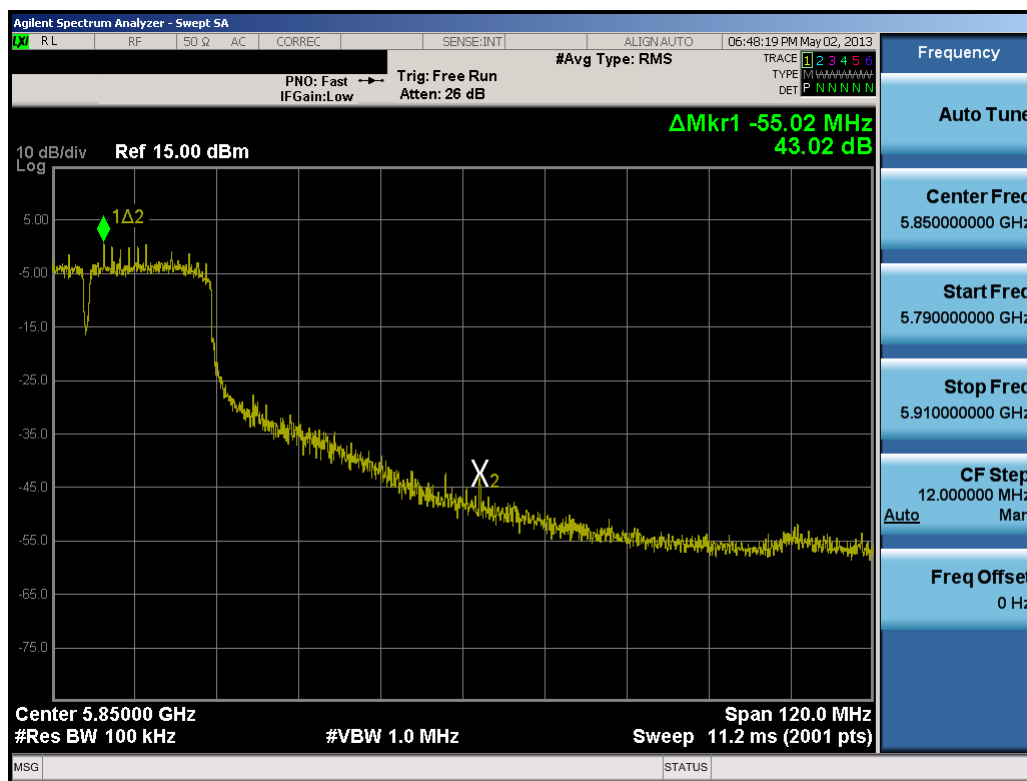 Agilent Spectrum Analyzer - Swept SA
LXI R L RF 50 Ω AC CORREC SENSE:INT ALIGN AUTO 06:48:19 PM May 02, 2013
#Avg Type: RMS
TRACE 1 2 3 4 5 6
TYPE M W W W W W
DET P N N N N N
PNO: Fast
IFGain:Low
Trig: Free Run
Atten: 26 dB
ΔMkr1 -55.02 MHz
43.02 dB
10 dB/div Ref 15.00 dBm
Log
5.00
-5.00
-15.0
-25.0
-35.0
-45.0
-55.0
-65.0
-75.0
1Δ2
X2
Center 5.85000 GHz Span 120.0 MHz
#Res BW 100 kHz #VBW 1.0 MHz Sweep 11.2 ms (2001 pts)
MSG STATUS
Frequency
Auto Tune
Center Freq
5.850000000 GHz
Start Freq
5.790000000 GHz
Stop Freq
5.910000000 GHz
CF Step
12.000000 MHz
Auto Man
Freq Offset
0 Hz